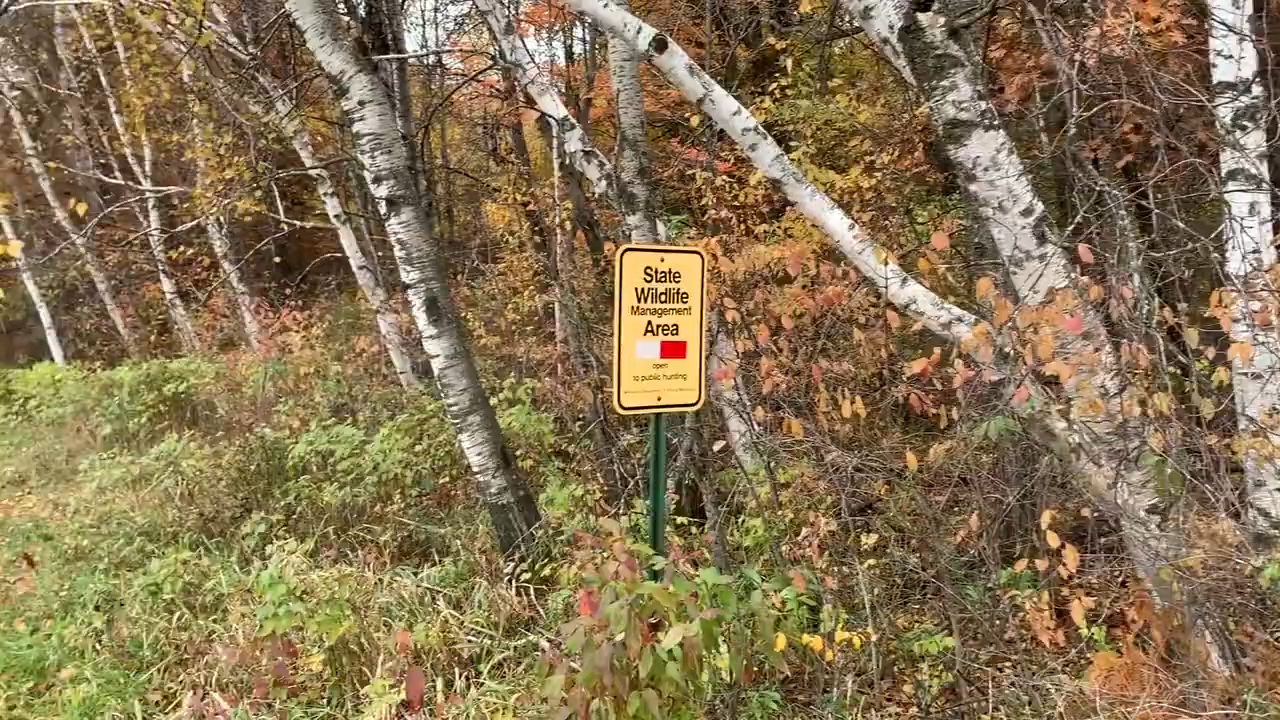 State
Wildlife
Management
Area
open
to public hunting